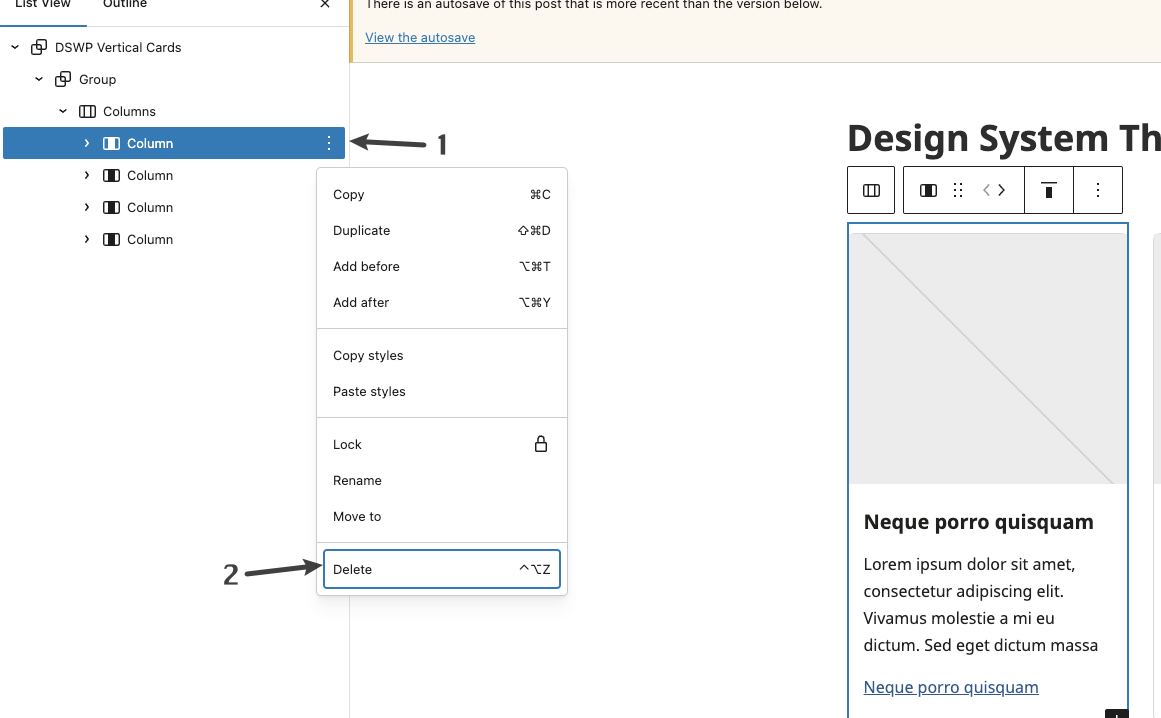 List View Outline
DSWP Vertical Cards
Group
Columns
Column
Column
Column
Column
1
Copy ⌘C
Duplicate ⇧⌘D
Add before ⌥⌘T
Add after ⌥⌘Y
Copy styles
Paste styles
Lock
Rename
Move to
2
Delete ^⌥Z
There is an autosave of this post that is more recent than the version below.
View the autosave
Design System Th
Neque porro quisquam
Lorem ipsum dolor sit amet,
consectetur adipiscing elit.
Vivamus molestie a mi eu
dictum. Sed eget dictum massa
Neque porro quisquam